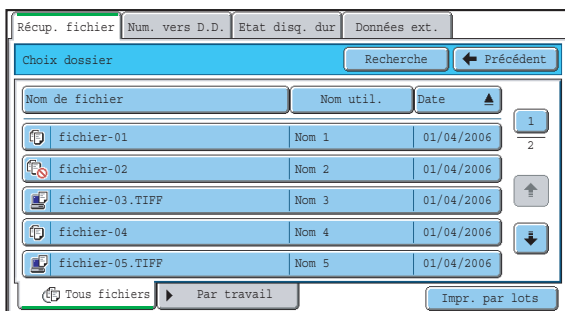 Récup. fichier Num. vers D.D. Etat disq. dur Données ext.
Choix dossier Recherche Précédent
Nom de fichier Nom util. Date
fichier-01 Nom 1 01/04/2006
fichier-02 Nom 2 01/04/2006
fichier-03.TIFF Nom 3 01/04/2006
fichier-04 Nom 4 01/04/2006
fichier-05.TIFF Nom 5 01/04/2006
1
2
Tous fichiers Par travail Impr. par lots